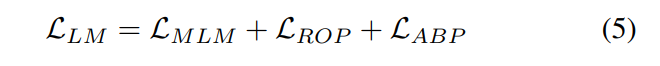 ℒ_{LM} = ℒ_{MLM} + ℒ_{ROP} + ℒ_{ABP} (5)